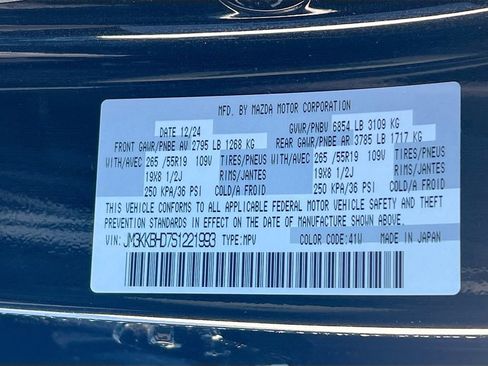 MFD. BY MAZDA MOTOR CORPORATION
DATE 12/24 GVWR/PNBV 6854 LB 3109 KG
FRONT GAWR/PNBE AV 2795 LB 1268 KG REAR GAWR/PNBE AR 3785 LB 1717 KG
WITH/AVEC 265 /55R19 109V TIRES/PNEUS WITH/AVEC 265 /55R19 109V TIRES/PNEUS
19X8 1/2J RIMS/JANTES 19X8 1/2J RIMS/JANTES
250 KPA/36 PSI COLD/A FROID 250 KPA/36 PSI COLD/A FROID
THIS VEHICLE CONFORMS TO ALL APPLICABLE FEDERAL MOTOR VEHICLE SAFETY AND THEFT
PREVENTION STANDARDS IN EFFECT ON THE DATE OF MANUFACTURE SHOWN ABOVE.
VIN: JM3KKBHD7S1221993 TYPE: MPV COLOR CODE: 41W MADE IN JAPAN